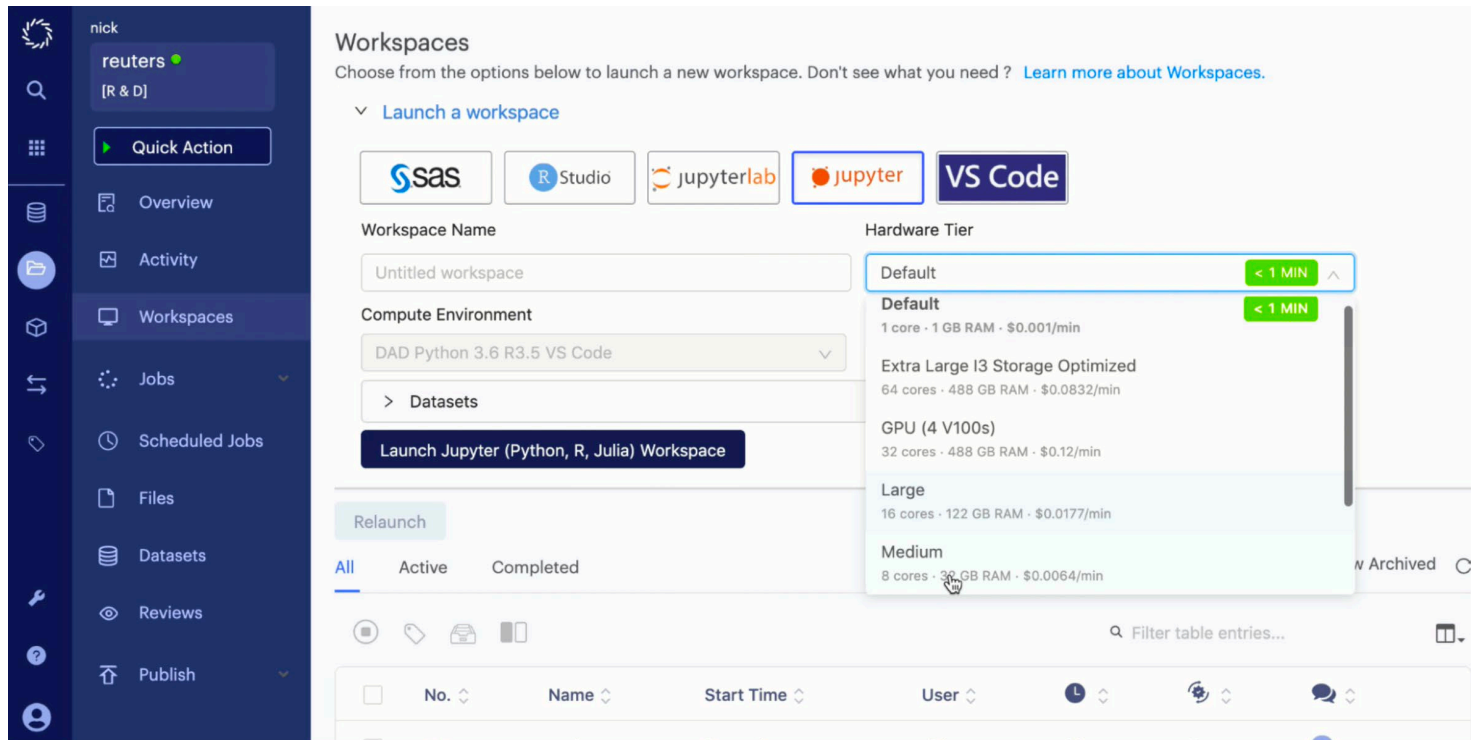 nick
reuters
[R & D]
Quick Action
Overview
Activity
Workspaces
Jobs
Scheduled Jobs
Files
Datasets
Reviews
Publish
Workspaces
Choose from the options below to launch a new workspace. Don't see what you need ? Learn more about Workspaces.
Launch a workspace
sas
R Studio
jupyterlab
jupyter
VS Code
Workspace Name
Untitled workspace
Compute Environment
DAD Python 3.6 R3.5 VS Code
Datasets
Launch Jupyter (Python, R, Julia) Workspace
Hardware Tier
Default < 1 MIN
Default < 1 MIN
1 core · 1 GB RAM · $0.001/min
Extra Large I3 Storage Optimized
64 cores · 488 GB RAM · $0.0832/min
GPU (4 V100s)
32 cores · 488 GB RAM · $0.12/min
Large
16 cores · 122 GB RAM · $0.0177/min
Medium
8 cores · GB RAM · $0.0064/min
Relaunch
All Active Completed
Archived
Filter table entries...
No. Name Start Time User